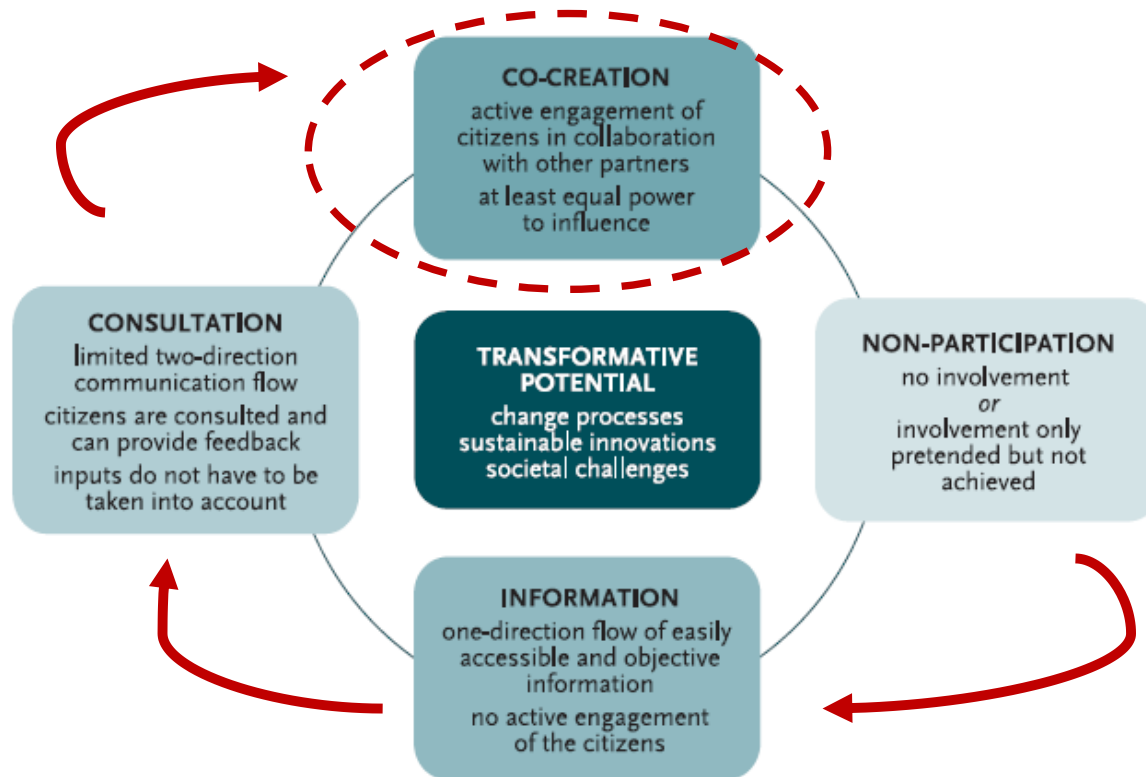 CO-CREATION
active engagement of
citizens in collaboration
with other partners
at least equal power
to influence
CONSULTATION
limited two-direction
communication flow
citizens are consulted and
can provide feedback
inputs do not have to be
taken into account
TRANSFORMATIVE
POTENTIAL
change processes
sustainable innovations
societal challenges
NON-PARTICIPATION
no involvement
or
involvement only
pretended but not
achieved
INFORMATION
one-direction flow of easily
accessible and objective
information
no active engagement
of the citizens